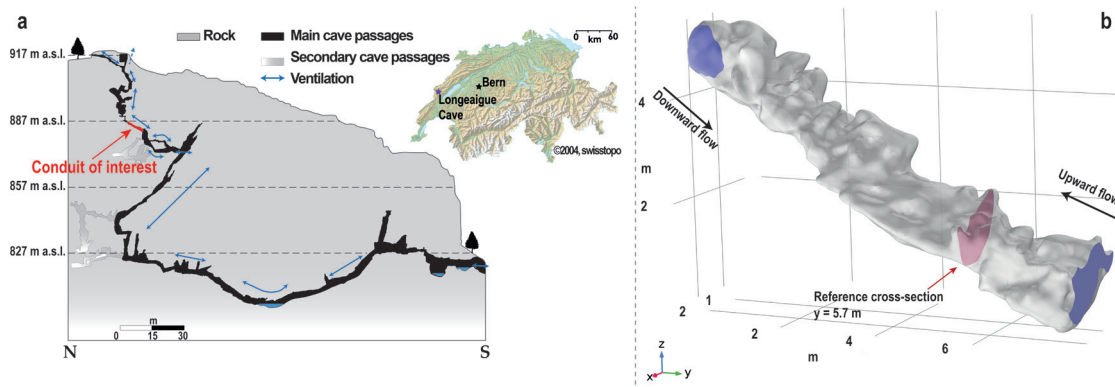 a
917 m a.s.l.
887 m a.s.l.
857 m a.s.l.
827 m a.s.l.
Rock
Main cave passages
Secondary cave passages
Ventilation
Conduit of interest
m
0 15 30
N
S
0 60
km
Bern
Longeaigue
Cave
©2004, swisstopo
b
Downward flow
Upward flow
4
m
2
2
1
2
4
6
m
Reference cross-section
y = 5.7 m
z
x
y